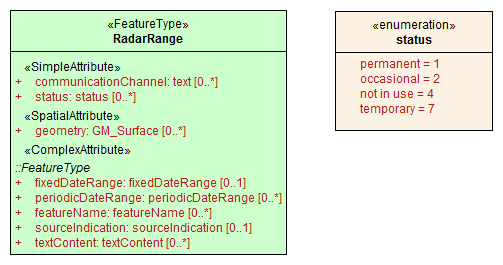 «FeatureType»
RadarRange
«SimpleAttribute»
+ communicationChannel: text [0..*]
+ status: status [0..*]
«SpatialAttribute»
+ geometry: GM_Surface [0..*]
«ComplexAttribute»
::FeatureType
+ fixedDateRange: fixedDateRange [0..1]
+ periodicDateRange: periodicDateRange [0..*]
+ featureName: featureName [0..*]
+ sourceIndication: sourceIndication [0..1]
+ textContent: textContent [0..*]
«enumeration»
status
permanent = 1
occasional = 2
not in use = 4
temporary = 7